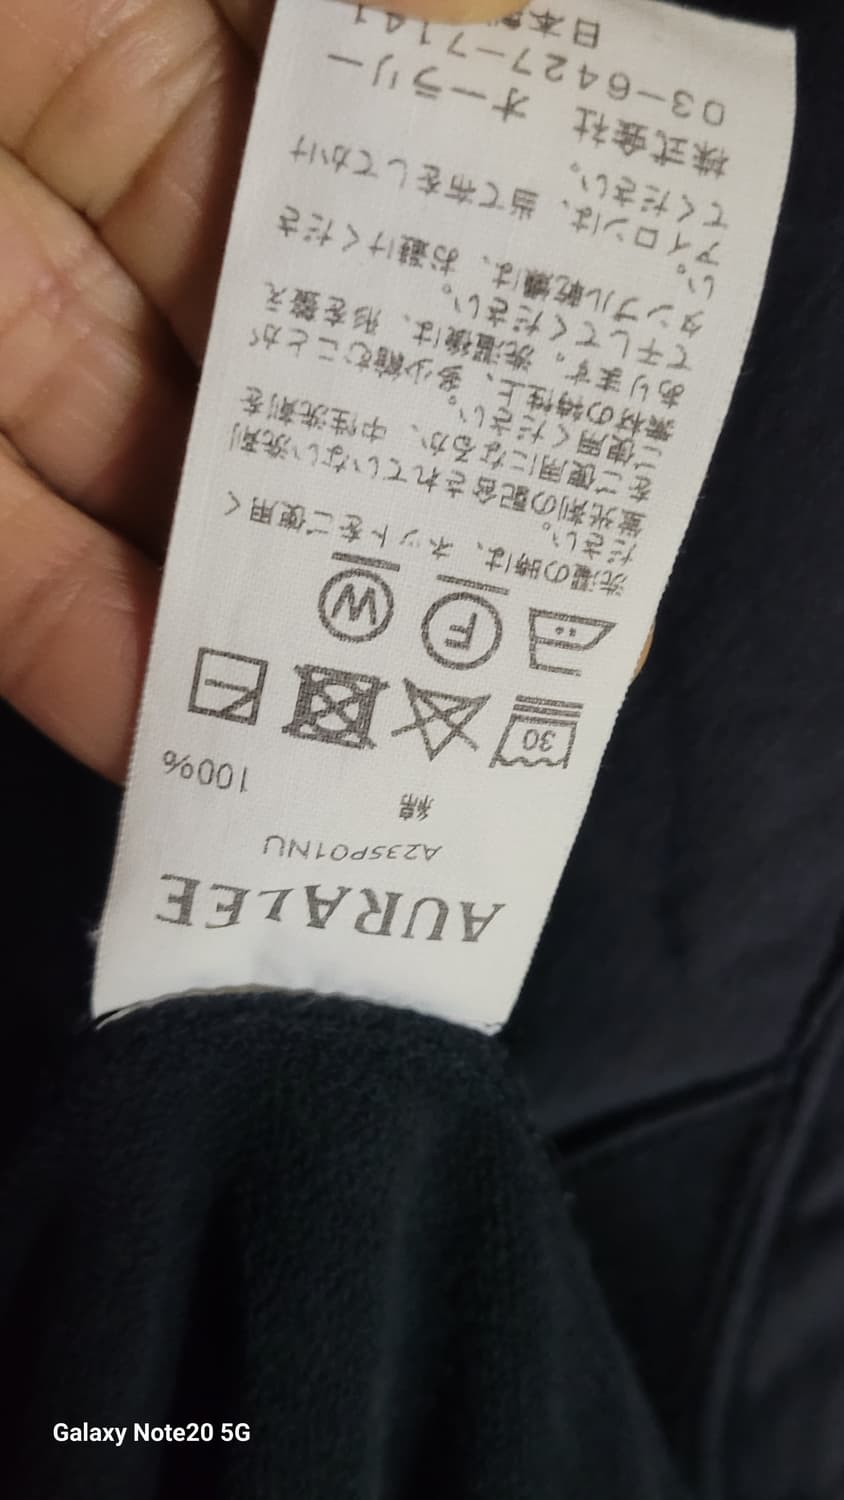 AURALEE
A23SP01NU
綿 100%
30
F W
洗濯の時は、ネットをご使用く
ださい。
蛍光剤の配合されていない洗剤
をご使用になるか、中性洗剤を
ご使用ください。
素材の特性上、多少縮むことが
あります。洗濯後は、形を整え
て干してください。
タンブル乾燥は、お避けくださ
い。
アイロンは、当て布をしてかけ
てください。
株式会社 オーラリー
03-6427-7141
日本製
Galaxy Note20 5G